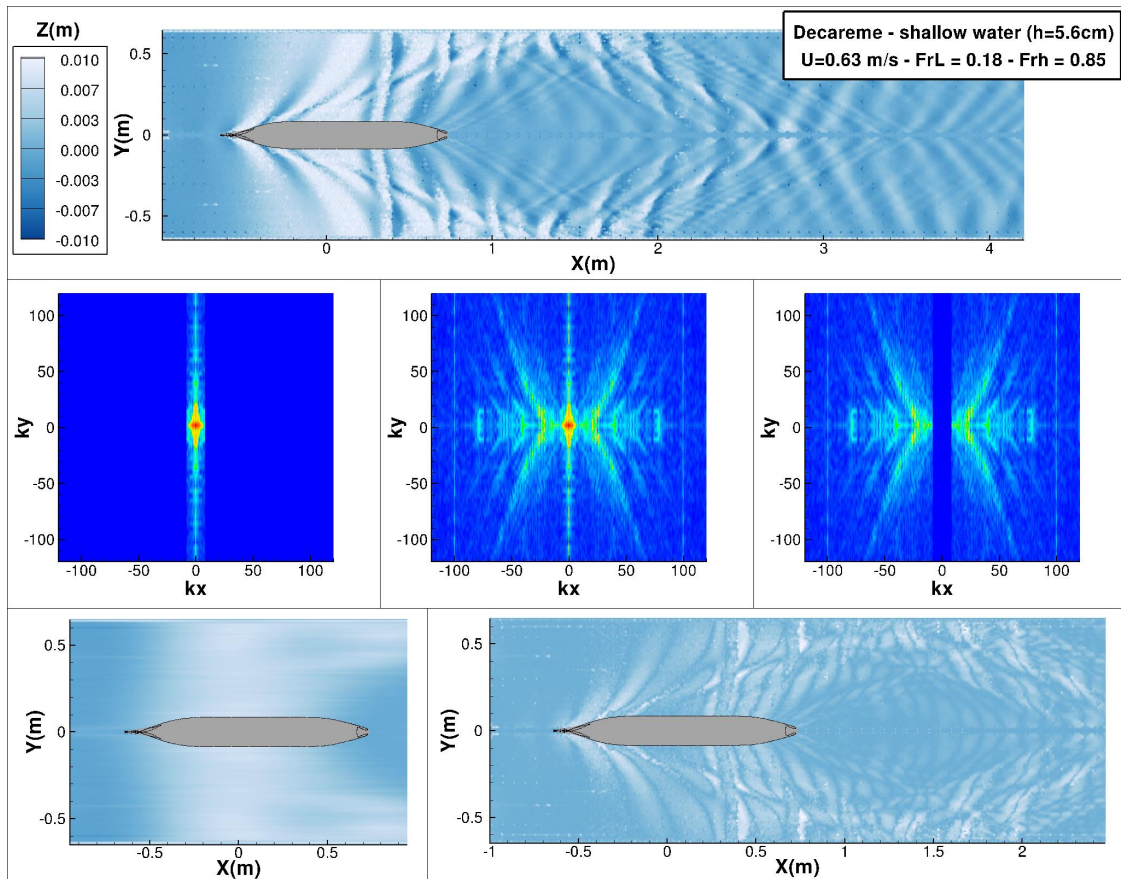 Z(m)
0.010
0.007
0.003
0.000
-0.003
-0.007
-0.010
Decareme - shallow water (h=5.6cm)
U=0.63 m/s - FrL = 0.18 - Frh = 0.85
0.5
0
-0.5
Y(m)
0 1 2 3 4
X(m)
100
50
0
-50
-100
ky
-100 -50 0 50 100
kx
100
50
0
-50
-100
ky
-100 -50 0 50 100
kx
100
50
0
-50
-100
ky
-100 -50 0 50 100
kx
0.5
0
-0.5
Y(m)
-0.5 0 0.5
X(m)
0.5
0
-0.5
Y(m)
-1 -0.5 0 0.5 1 1.5 2
X(m)